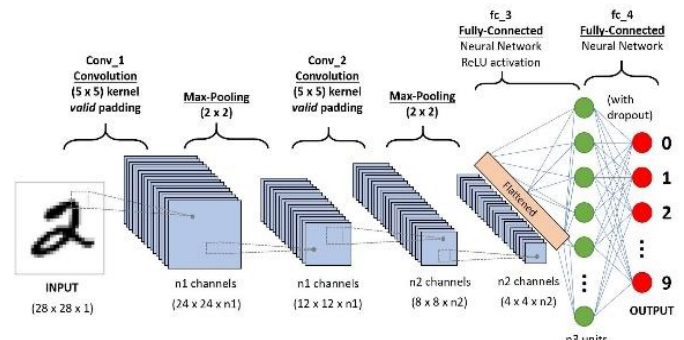 fc_3
Fully-Connected
Neural Network
ReLU activation
fc_4
Fully-Connected
Neural Network
Conv_1
Convolution
(5 x 5) kernel
valid padding
Max-Pooling
(2 x 2)
Conv_2
Convolution
(5 x 5) kernel
valid padding
Max-Pooling
(2 x 2)
(with
dropout)
Flattened
0
1
2
9
2
INPUT
(28 x 28 x 1)
n1 channels
(24 x 24 x n1)
n1 channels
(12 x 12 x n1)
n2 channels
(8 x 8 x n2)
n2 channels
(4 x 4 x n2)
OUTPUT
n3 units